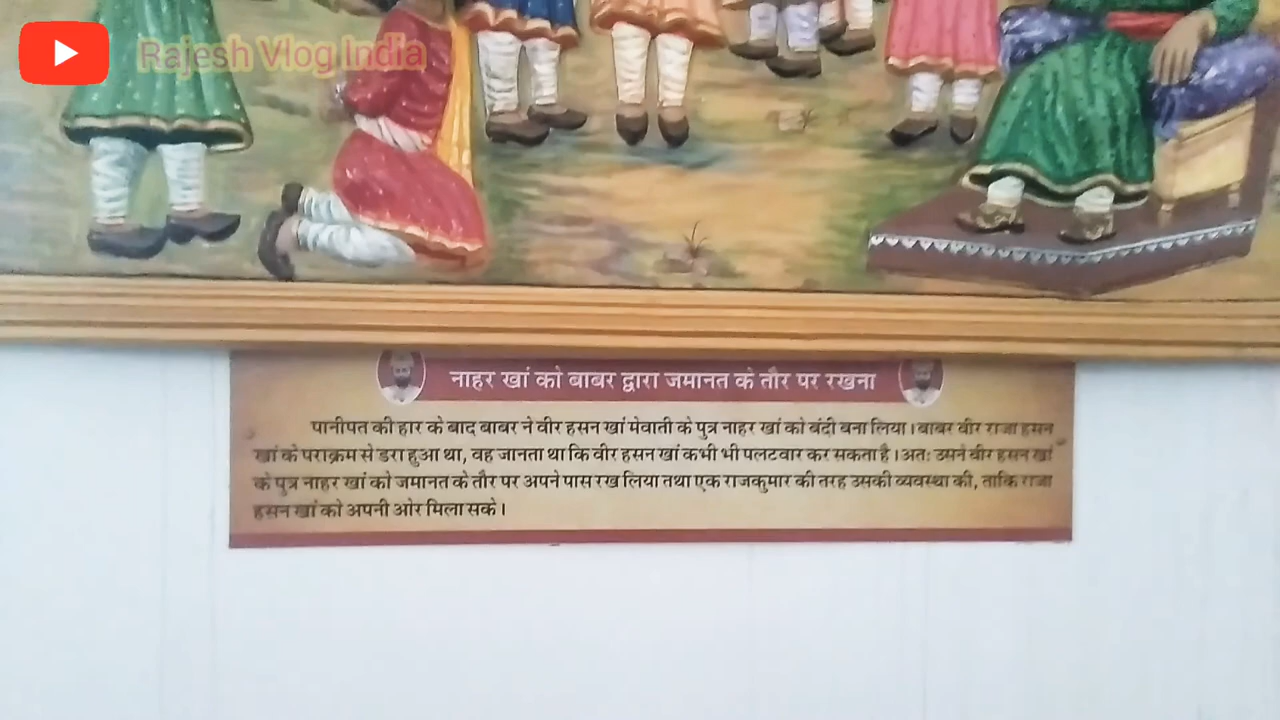 Rajesh Vlog India
नाहर खां को बाबर द्वारा जमानत के तौर पर रखना
पानीपत की हार के बाद बाबर ने वीर हसन खां मेवाती के पुत्र नाहर खां को बंदी बना लिया। बाबर वीर राजा हसन
खां के पराक्रम से डरा हुआ था, वह जानता था कि वीर हसन खां कभी भी पलटवार कर सकता है। अतः उसने वीर हसन खां
के पुत्र नाहर खां को जमानत के तौर पर अपने पास रख लिया तथा एक राजकुमार की तरह उसकी व्यवस्था की, ताकि राजा
हसन खां को अपनी ओर मिला सके।